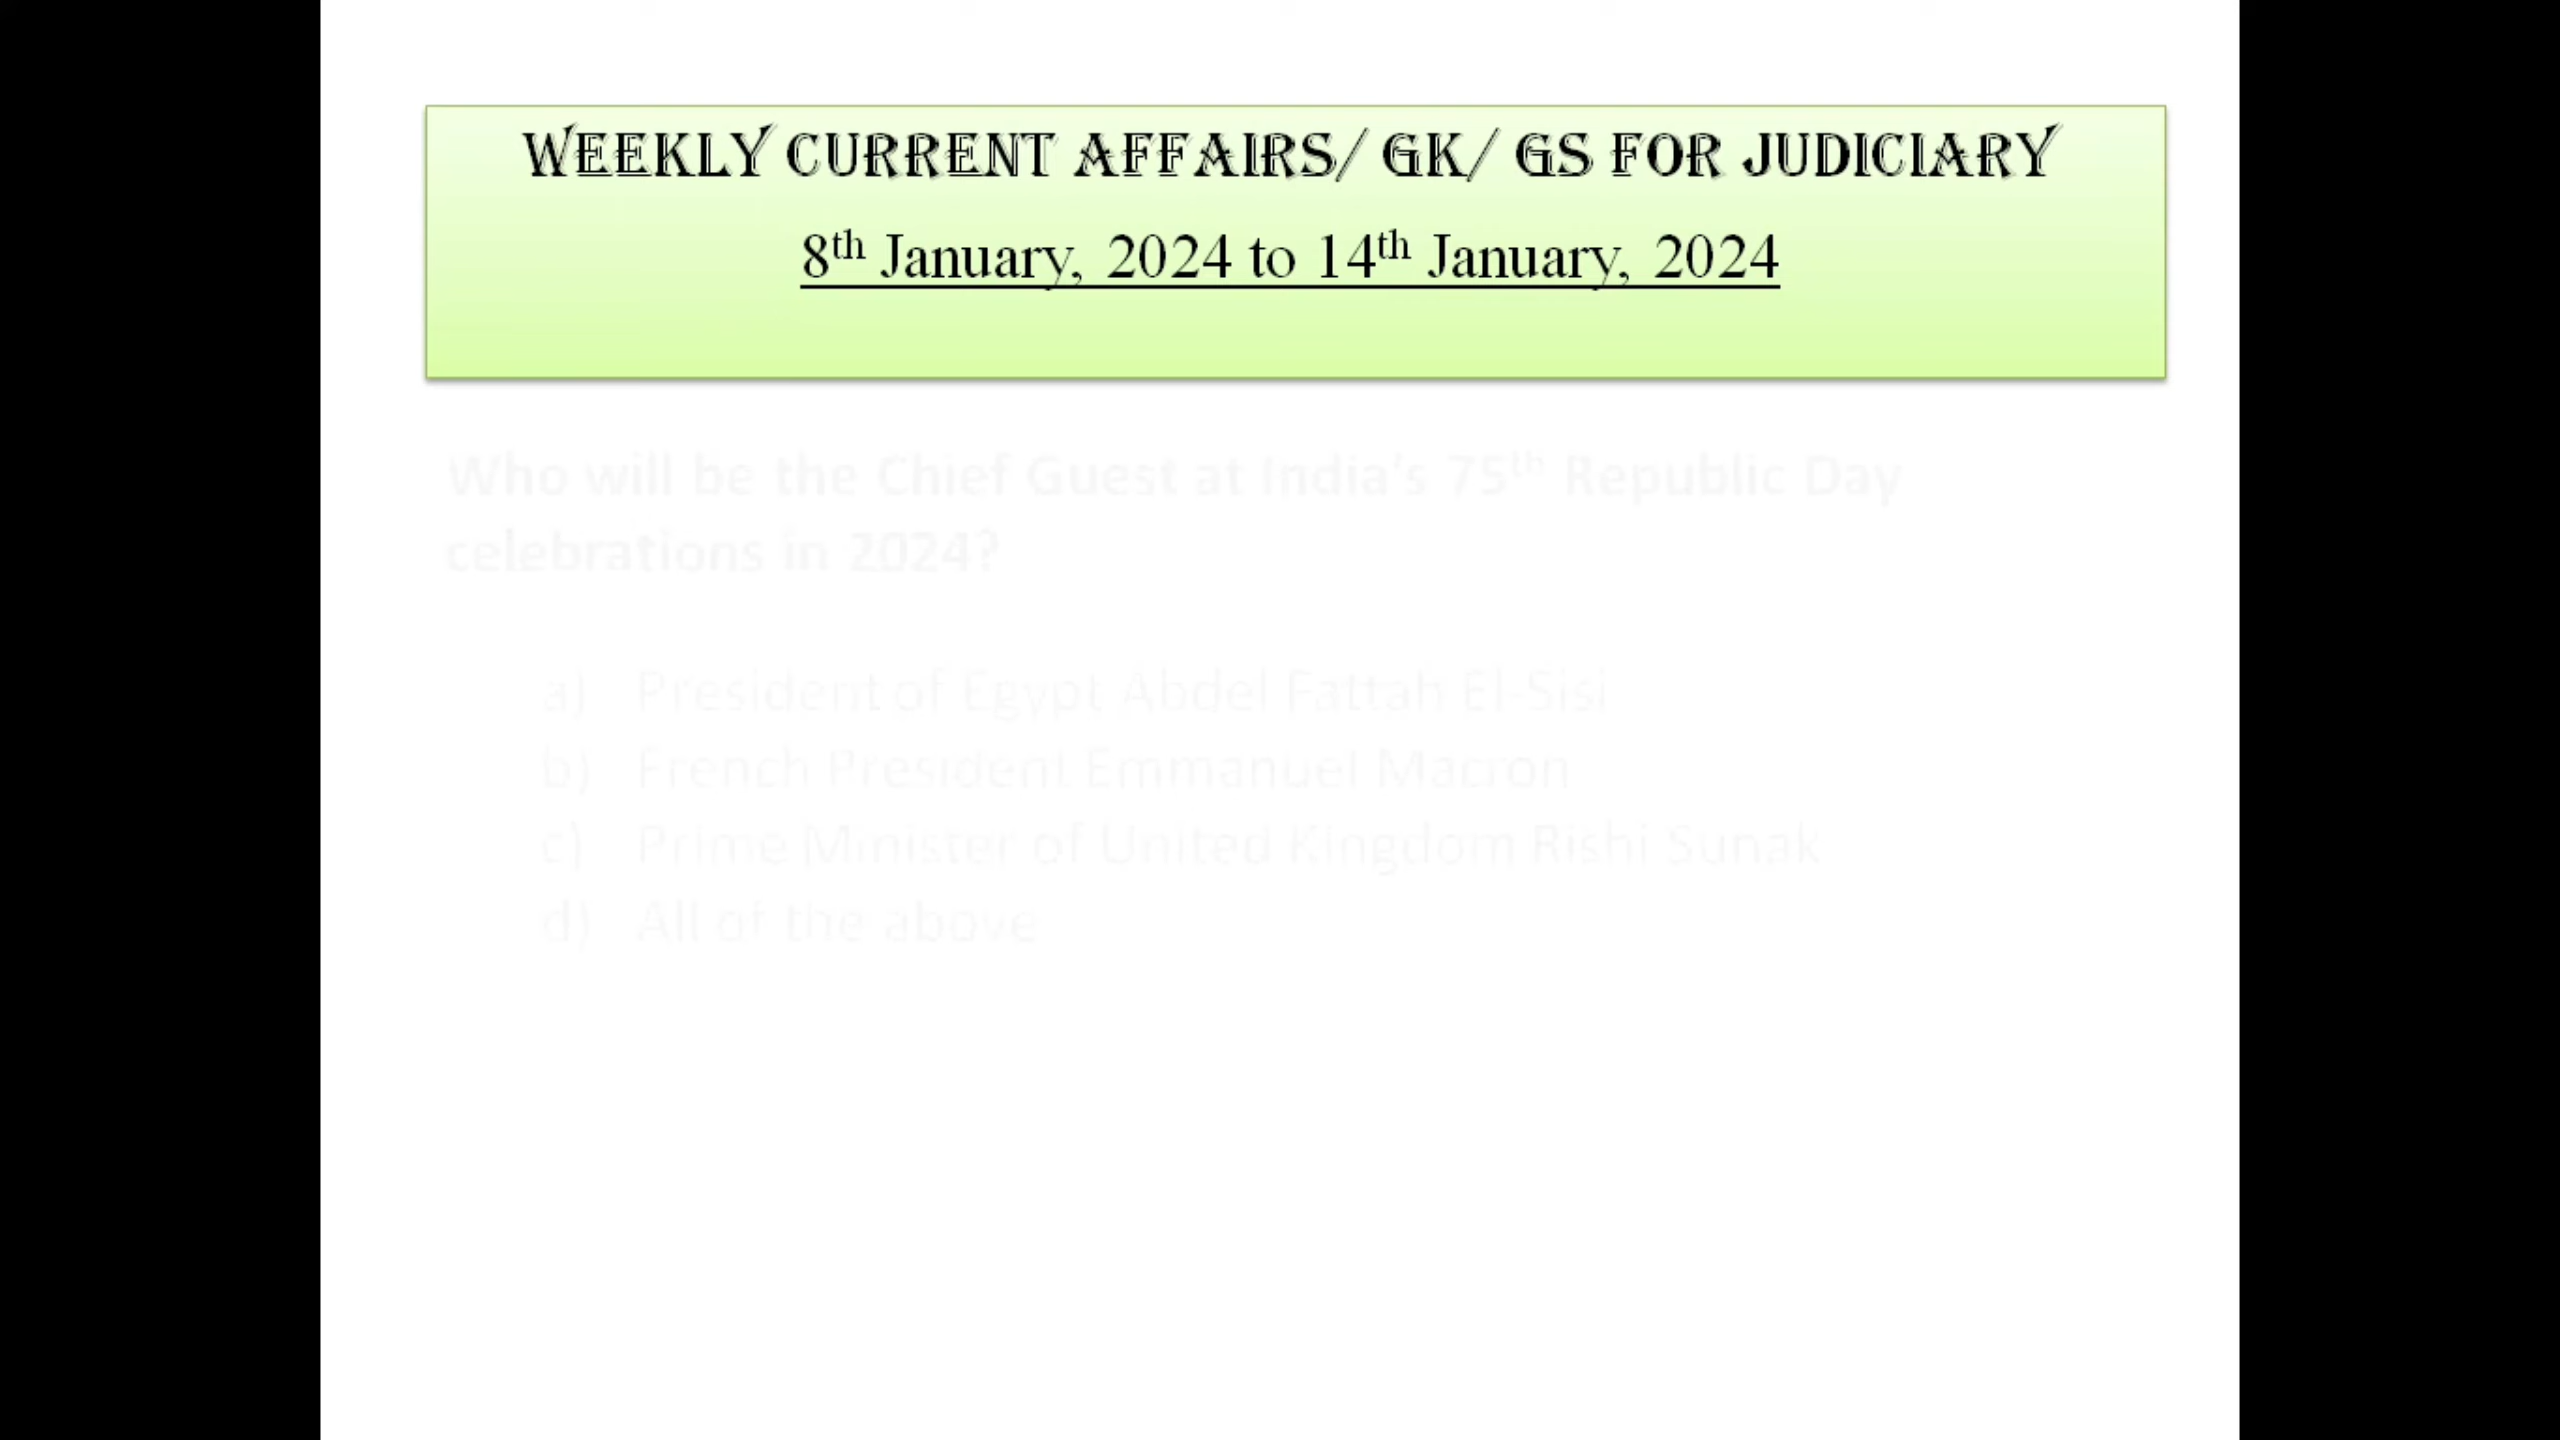 WEEKLY CURRENT AFFAIRS/ GK/ GS FOR JUDICIARY
8th January, 2024 to 14th January, 2024
Who will be the Chief Guest at India's 75th Republic Day
celebrations in 2024?
a) President of Egypt Abdel Fattah El-Sisi
b) French President Emmanuel Macron
c) Prime Minister of United Kingdom Rishi Sunak
d) All of the above